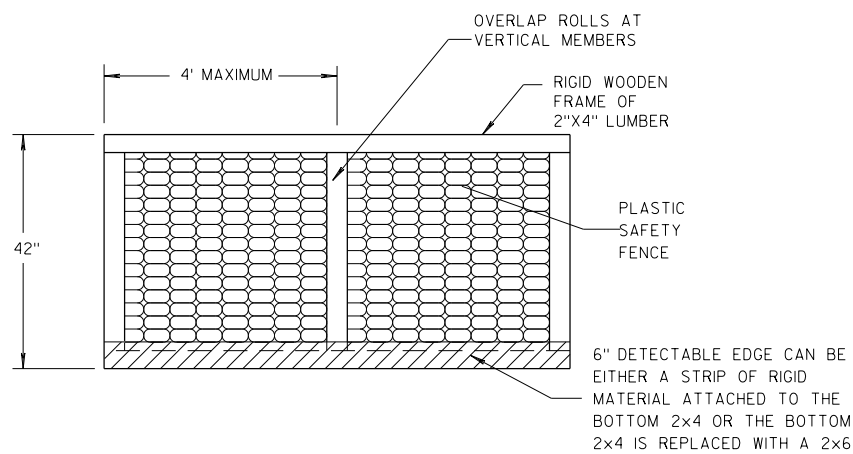 OVERLAP ROLLS AT
VERTICAL MEMBERS
4' MAXIMUM
RIGID WOODEN
FRAME OF
2"X4" LUMBER
42"
PLASTIC
SAFETY
FENCE
6" DETECTABLE EDGE CAN BE
EITHER A STRIP OF RIGID
MATERIAL ATTACHED TO THE
BOTTOM 2x4 OR THE BOTTOM
2x4 IS REPLACED WITH A 2x6